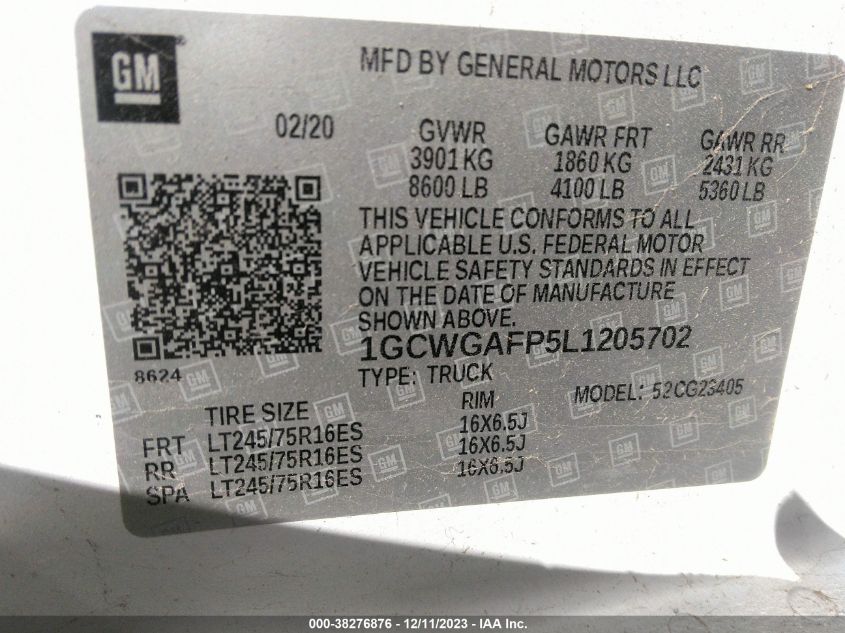 GM
MFD BY GENERAL MOTORS LLC
02/20
GVWR GAWR FRT GAWR RR
3901 KG 1860 KG 2431 KG
8600 LB 4100 LB 5360 LB
THIS VEHICLE CONFORMS TO ALL
APPLICABLE U.S. FEDERAL MOTOR
VEHICLE SAFETY STANDARDS IN EFFECT
ON THE DATE OF MANUFACTURE
SHOWN ABOVE.
1GCWGAFP5L1205702
8624
TYPE: TRUCK MODEL: 52CG23405
TIRE SIZE RIM
FRT LT245/75R16ES 16X6.5J
RR LT245/75R16ES 16X6.5J
SPA LT245/75R16ES 16X6.5J
000-38276876 - 12/11/2023 - IAA Inc.